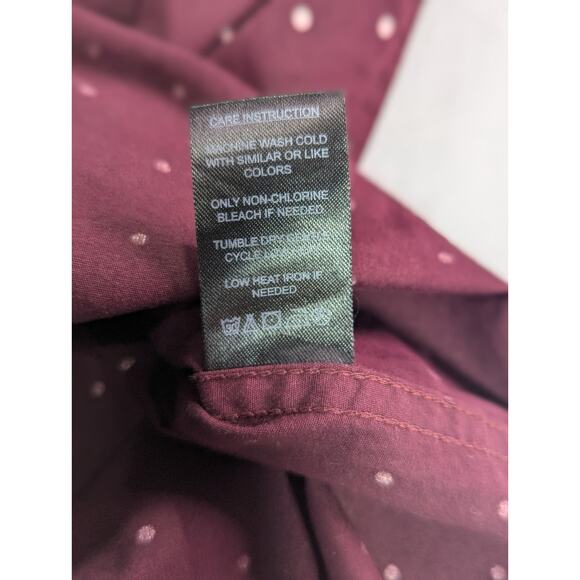 CARE INSTRUCTION
MACHINE WASH COLD
WITH SIMILAR OR LIKE
COLORS
ONLY NON-CHLORINE
BLEACH IF NEEDED
TUMBLE DRY
CYCLE
LOW HEAT IRON IF
NEEDED